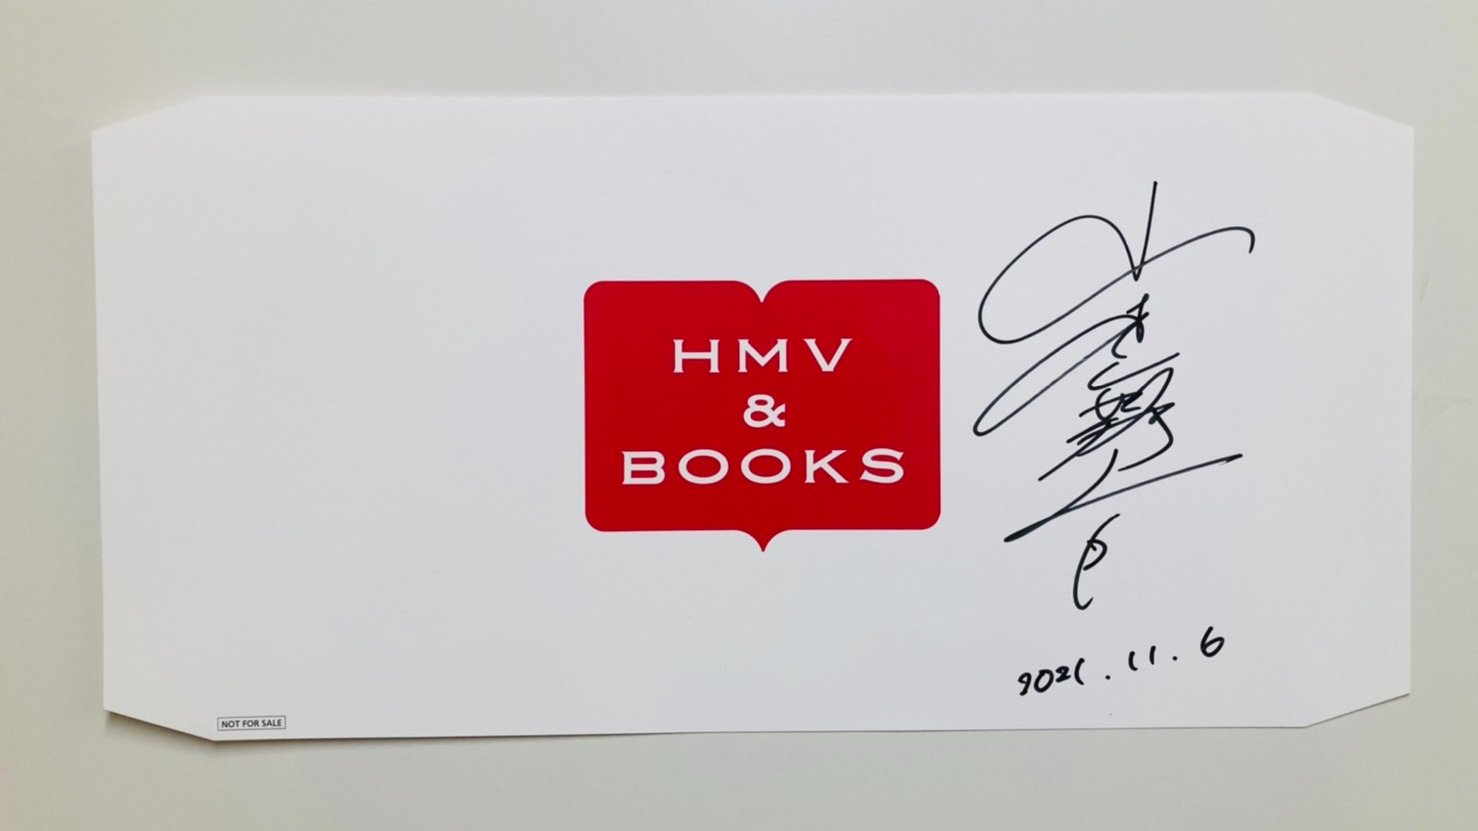 HMV
&
BOOKS
2021.11.6
NOT FOR SALE